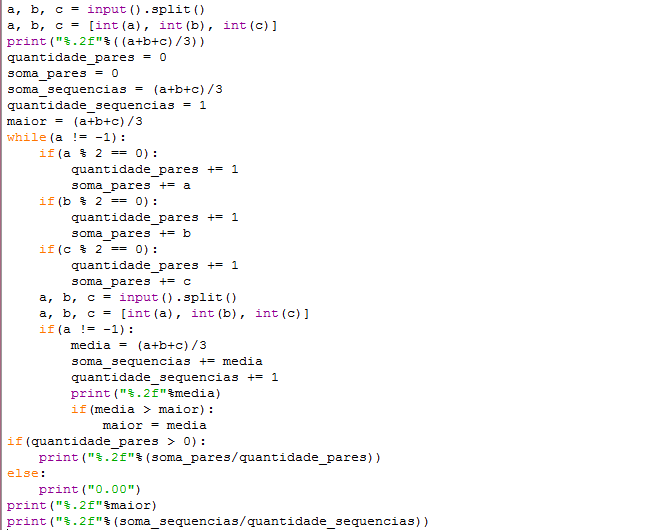 a, b, c = input().split()
a, b, c = [int(a), int(b), int(c)]
print("%.2f"%((a+b+c)/3))
quantidade_pares = 0
soma_pares = 0
soma_sequencias = (a+b+c)/3
quantidade_sequencias = 1
maior = (a+b+c)/3
while(a != -1):
    if(a % 2 == 0):
        quantidade_pares += 1
        soma_pares += a
    if(b % 2 == 0):
        quantidade_pares += 1
        soma_pares += b
    if(c % 2 == 0):
        quantidade_pares += 1
        soma_pares += c
    a, b, c = input().split()
    a, b, c = [int(a), int(b), int(c)]
    if(a != -1):
        media = (a+b+c)/3
        soma_sequencias += media
        quantidade_sequencias += 1
        print("%.2f"%media)
        if(media > maior):
            maior = media
if(quantidade_pares > 0):
    print("%.2f"%(soma_pares/quantidade_pares))
else:
    print("0.00")
print("%.2f"%maior)
print("%.2f"%(soma_sequencias/quantidade_sequencias))